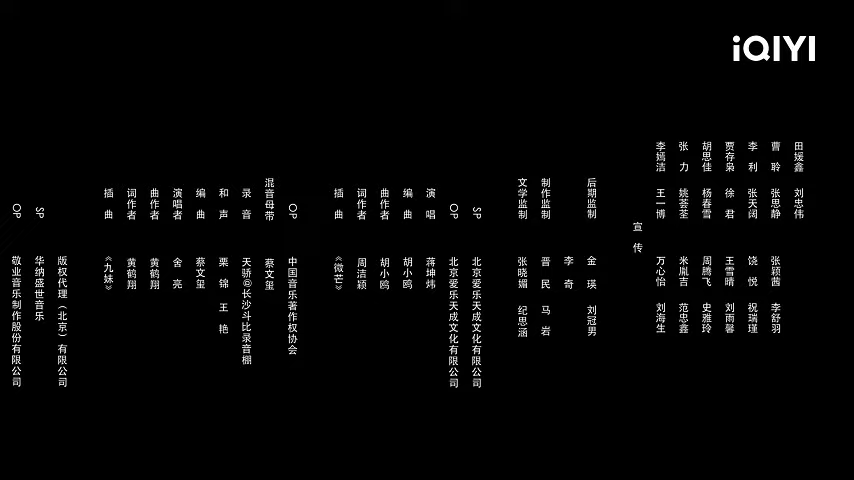 iQIYI
OP 敬业音乐制作股份有限公司
SP 华纳盛世音乐
版权代理（北京）有限公司
插曲 《九妹》
词作者 黄鹤翔
曲作者 黄鹤翔
演唱者 舍亮
编曲 蔡文玺
和声 栗锦 王艳
录音 天骄@长沙斗比录音棚
混音母带 蔡文玺
OP 中国音乐著作权协会
插曲 《微芒》
词作者 周洁颖
曲作者 胡小鸥
编曲 胡小鸥
演唱 蒋坤炜
OP 北京爱乐天成文化有限公司
SP 北京爱乐天成文化有限公司
文学监制 张晓媚 纪思涵
制作监制 晋民 马岩
李奇
后期监制 金瑛 刘冠男
宣传
李嫣洁 王一博 万心怡 刘海生
张力 姚荟荃 米胤吉 范忠鑫
胡思佳 杨春雪 周腾飞 史雅玲
贾存枭 徐君 王雪晴 刘雨馨
李利 张天阔 饶悦 祝瑞瑾
曹聆 张思静 张颖茜 李舒羽
田媛鑫 刘忠伟